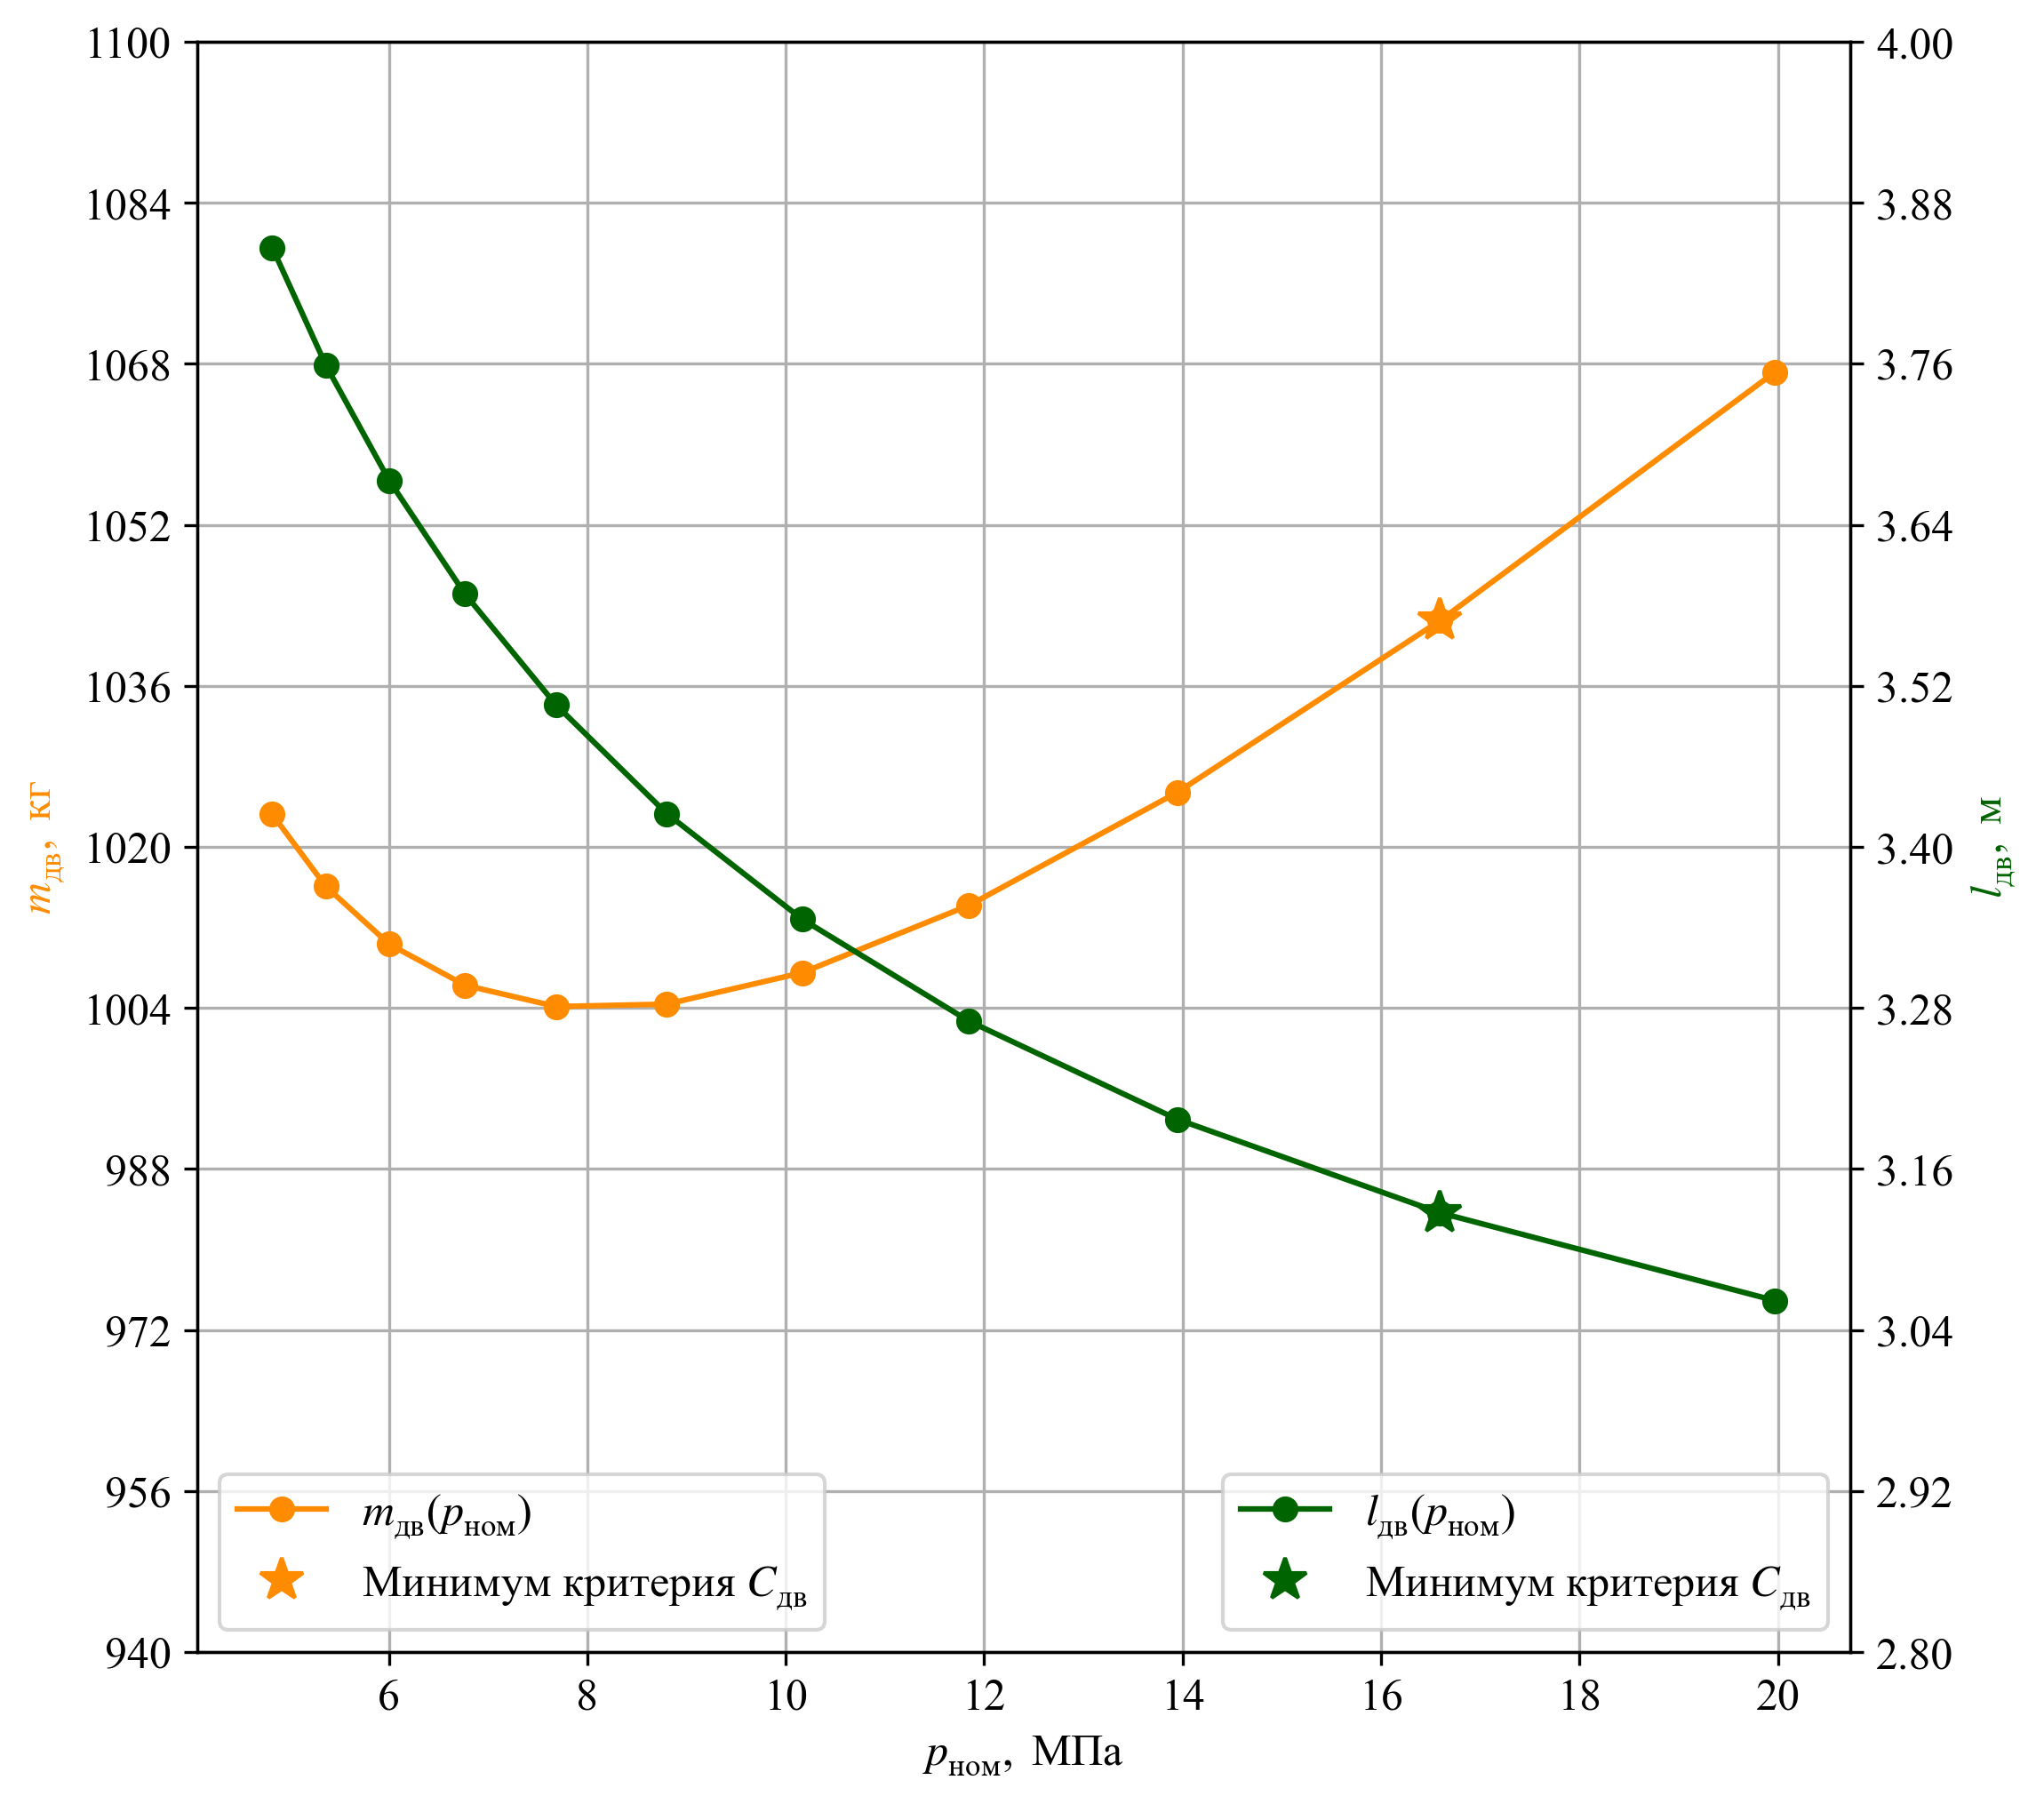 1100
1084
1068
1052
1036
1020
1004
988
972
956
940
m_дв, кг
4.00
3.88
3.76
3.64
3.52
3.40
3.28
3.16
3.04
2.92
2.80
l_дв, м
m_дв(p_ном)
Минимум критерия C_дв
l_дв(p_ном)
Минимум критерия C_дв
6 8 10 12 14 16 18 20
p_ном, МПа